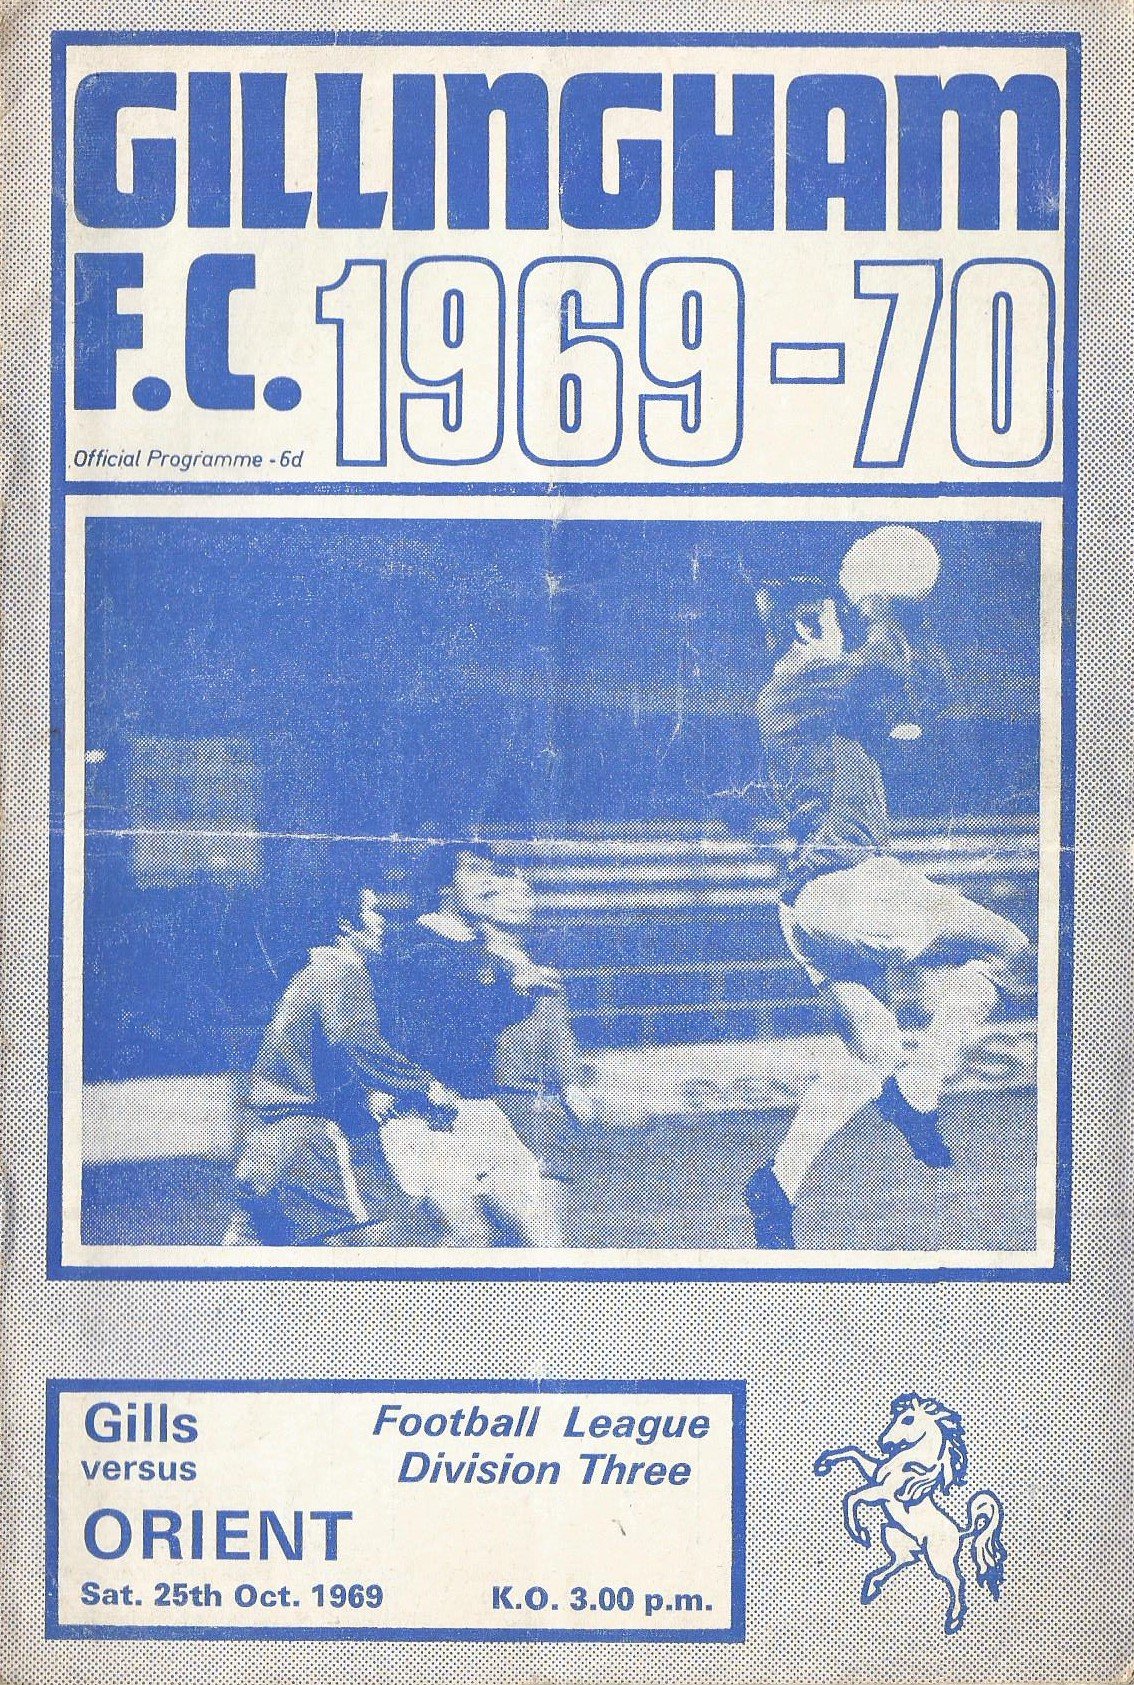 GILLINGHAM
F.C. 1969-70
Official Programme - 6d
Gills
versus
ORIENT
Football League
Division Three
Sat. 25th Oct. 1969
K.O. 3.00 p.m.